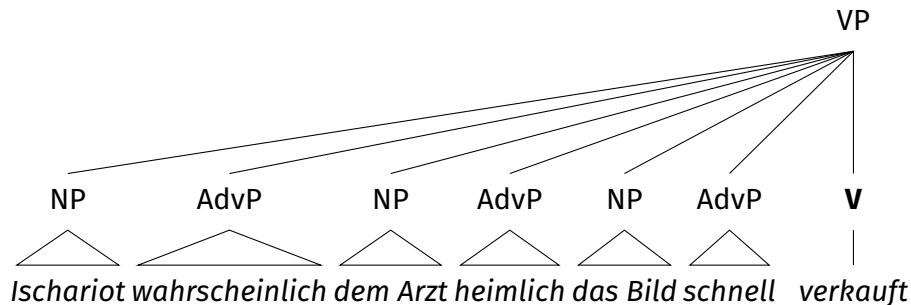 VP
NP AdvP NP AdvP NP AdvP V
Ischariot wahrscheinlich dem Arzt heimlich das Bild schnell verkauft